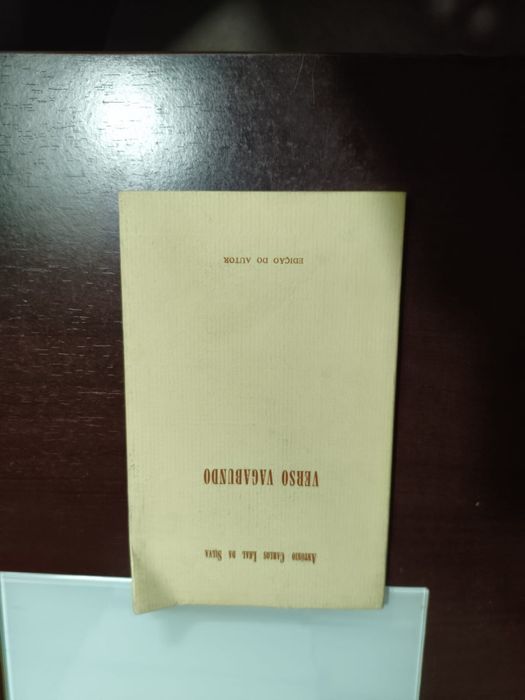 António Carlos Leal da Silva
VERSO VAGABUNDO
EDIÇÃO DO AUTOR